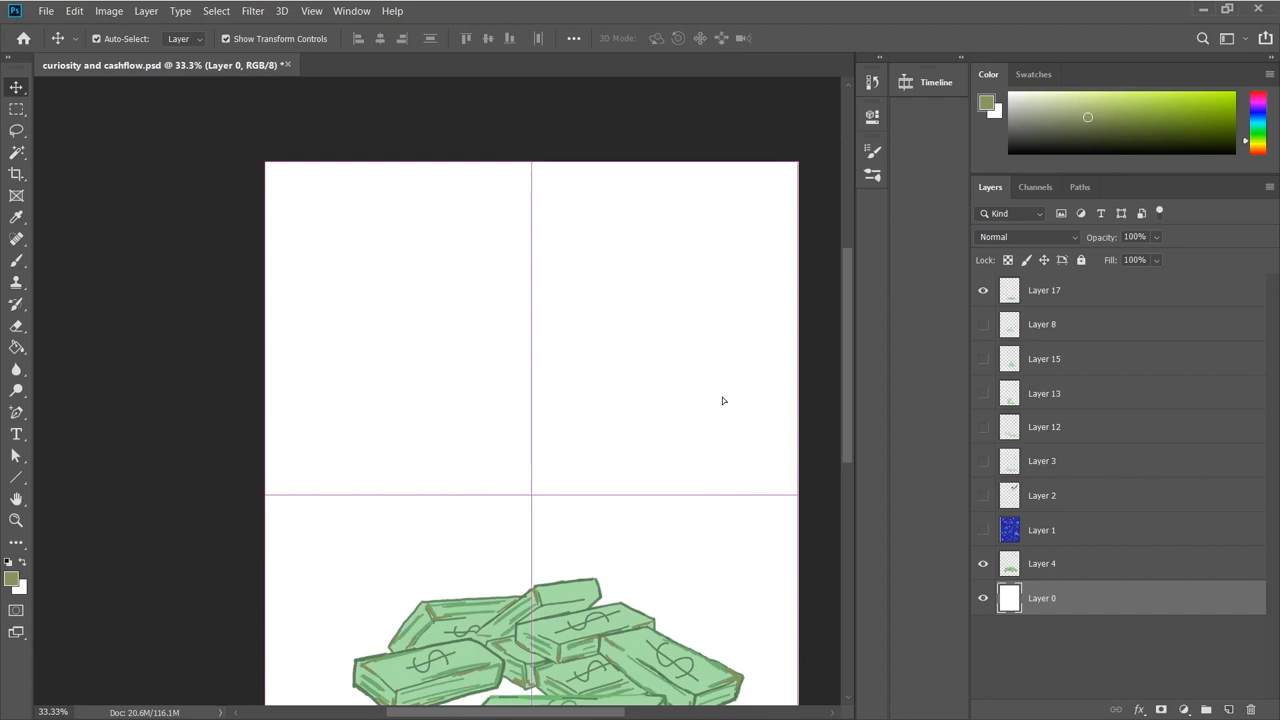 Ps File Edit Image Layer Type Select Filter 3D View Window Help
Auto-Select: Layer Show Transform Controls 3D Mode:
curiosity and cashflow.psd @ 33.3% (Layer 0, RGB/8) *
Timeline
Color Swatches
Layers Channels Paths
Kind
Normal Opacity: 100%
Lock: Fill: 100%
Layer 17
Layer 8
Layer 15
Layer 13
Layer 12
Layer 3
Layer 2
Layer 1
Layer 4
Layer 0
$ $
$ $ $
33.33% Doc: 20.6M/116.1M